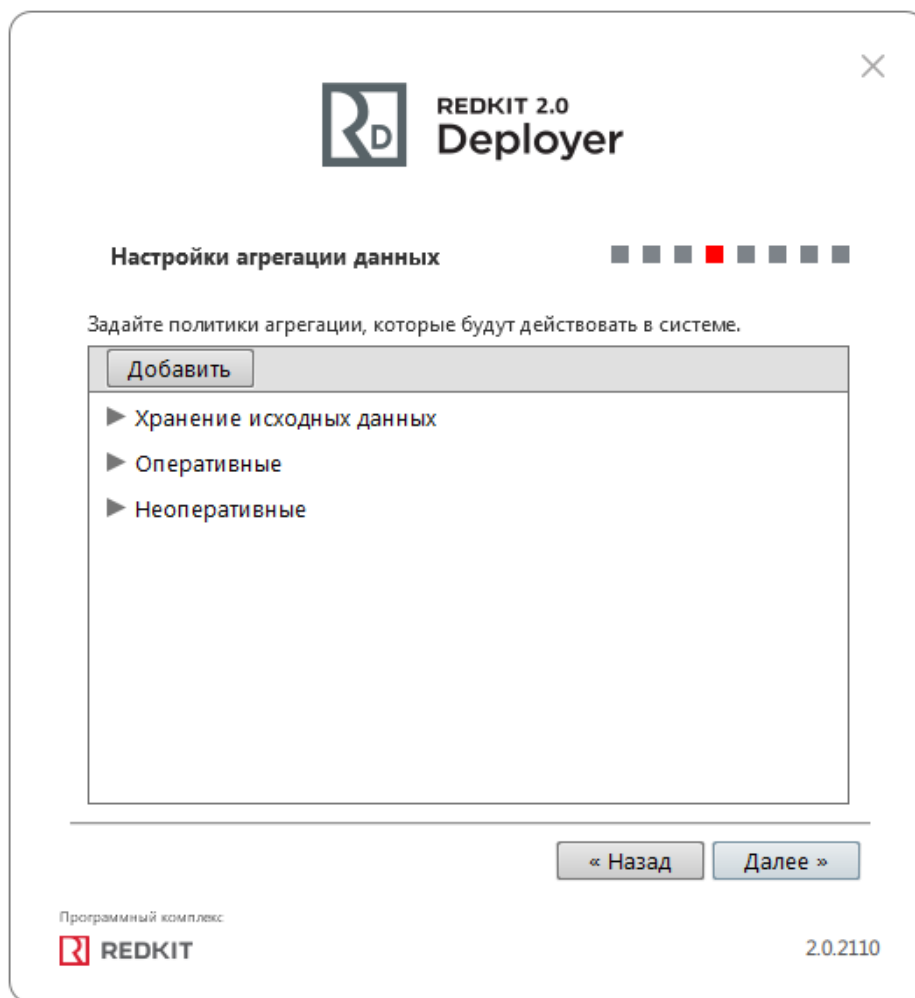 REDKIT 2.0
RD Deployer
Настройки агрегации данных
Задайте политики агрегации, которые будут действовать в системе.
Добавить
Хранение исходных данных
Оперативные
Неоперативные
« Назад Далее »
Программный комплекс
REDKIT 2.0.2110